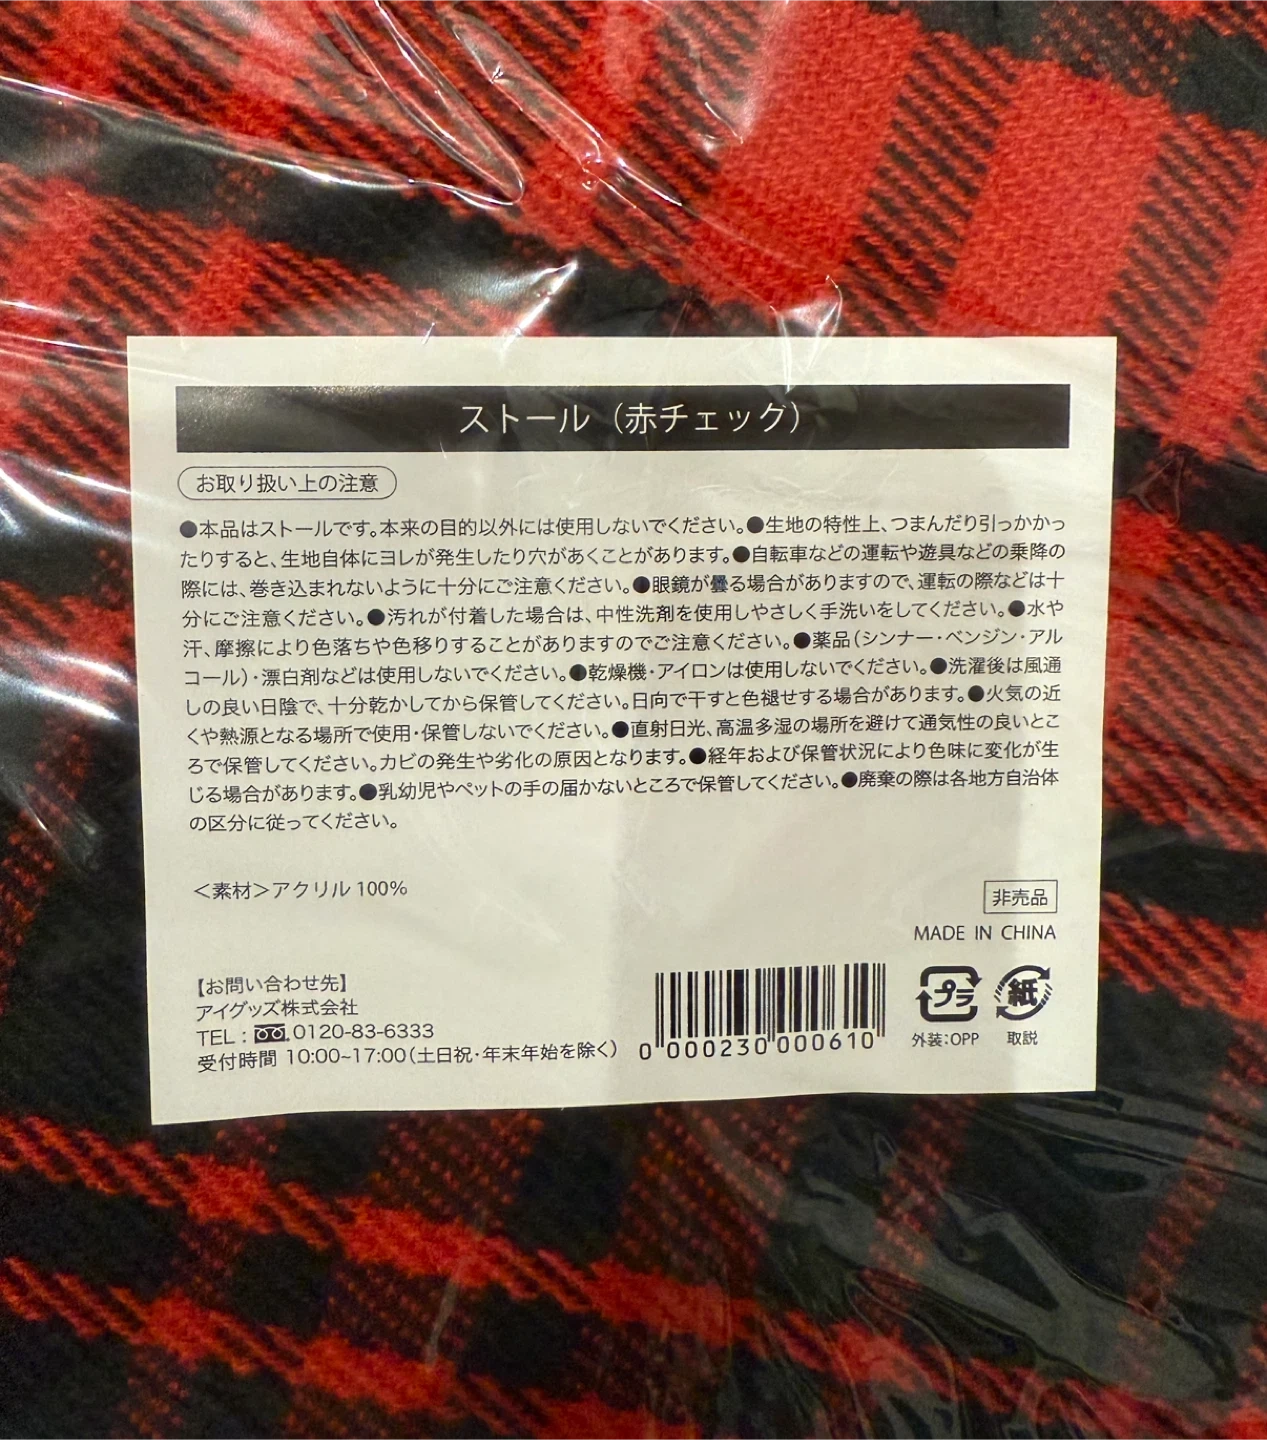 ストール（赤チェック）
お取り扱い上の注意
●本品はストールです。本来の目的以外には使用しないでください。●生地の特性上、つまんだり引っかかっ
たりすると、生地自体にヨレが発生したり穴があくことがあります。●自転車などの運転や遊具などの乗降の
際には、巻き込まれないように十分にご注意ください。●眼鏡が曇る場合がありますので、運転の際などは十
分にご注意ください。●汚れが付着した場合は、中性洗剤を使用しやさしく手洗いをしてください。●水や
汗、摩擦により色落ちや色移りすることがありますのでご注意ください。●薬品（シンナー・ベンジン・アル
コール）・漂白剤などは使用しないでください。●乾燥機・アイロンは使用しないでください。●洗濯後は風通
しの良い日陰で、十分乾かしてから保管してください。日向で干すと色褪せする場合があります。●火気の近
くや熱源となる場所で使用・保管しないでください。●直射日光、高温多湿の場所を避けて通気性の良いとこ
ろで保管してください。カビの発生や劣化の原因となります。●経年および保管状況により色味に変化が生
じる場合があります。●乳幼児やペットの手の届かないところで保管してください。●廃棄の際は各地方自治体
の区分に従ってください。
＜素材＞アクリル 100%
非売品
MADE IN CHINA
【お問い合わせ先】
アイグッズ株式会社
TEL : 0120-83-6333
受付時間 10:00~17:00（土日祝・年末年始を除く）
0 000230 000610
プラ
紙
外装：OPP
取説